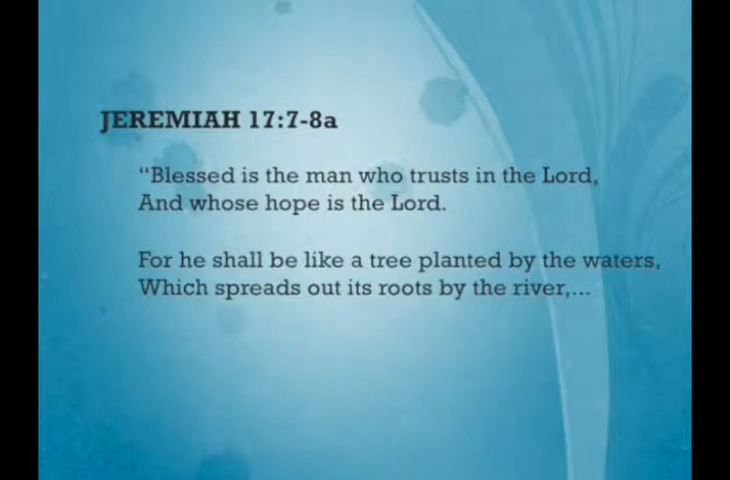 JEREMIAH 17:7-8a
“Blessed is the man who trusts in the Lord,
And whose hope is the Lord.
For he shall be like a tree planted by the waters,
Which spreads out its roots by the river,...